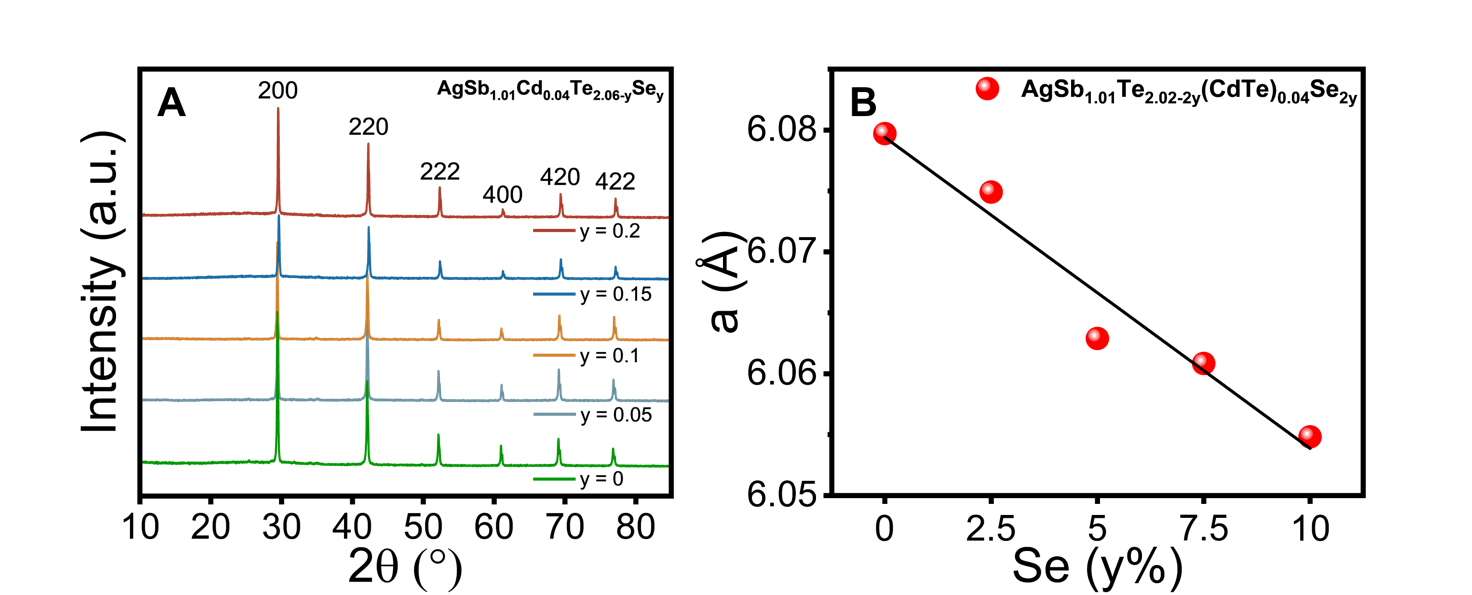 A
AgSb1.01Cd0.04Te2.06-ySey
200
220
222
400
420
422
y = 0.2
y = 0.15
y = 0.1
y = 0.05
y = 0
Intensity (a.u.)
10 20 30 40 50 60 70 80
2θ (°)
B
AgSb1.01Te2.02-2y(CdTe)0.04Se2y
6.08
6.07
6.06
6.05
a (Å)
0 2.5 5 7.5 10
Se (y%)